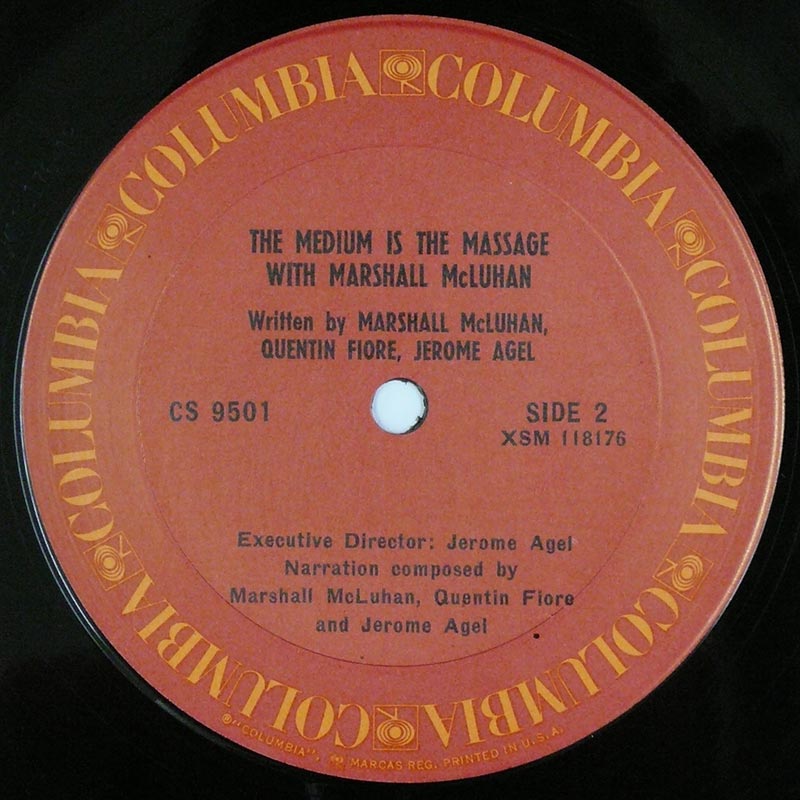 COLUMBIA COLUMBIA COLUMBIA COLUMBIA COLUMBIA COLUMBIA
THE MEDIUM IS THE MASSAGE
WITH MARSHALL McLUHAN
Written by MARSHALL McLUHAN,
QUENTIN FIORE, JEROME AGEL
CS 9501
SIDE 2
XSM 118176
Executive Director: Jerome Agel
Narration composed by
Marshall McLuhan, Quentin Fiore
and Jerome Agel
®"COLUMBIA", MARCAS REG. PRINTED IN U.S.A.